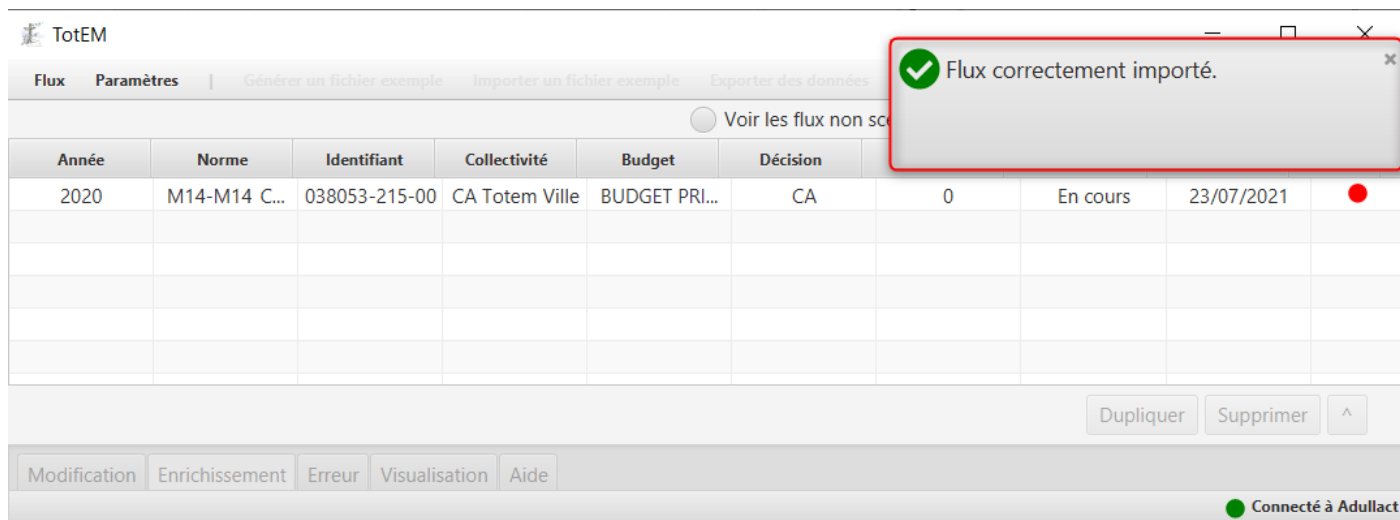 TotEM
Flux correctement importé.
Flux Paramètres | Générer un fichier exemple Importer un fichier exemple Exporter des données
Voir les flux non
Année Norme Identifiant Collectivité Budget Décision
2020 M14-M14 C... 038053-215-00 CA Totem Ville BUDGET PRI... CA 0 En cours 23/07/2021
Dupliquer Supprimer ^
Modification Enrichissement Erreur Visualisation Aide
Connecté à Adullact